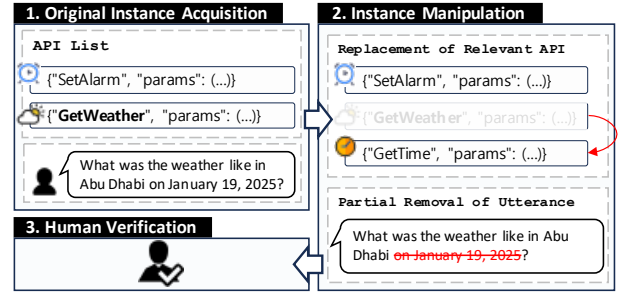 1. Original Instance Acquisition
API List
{"SetAlarm", "params": (...)}
{"GetWeather", "params": (...)}
What was the weather like in
Abu Dhabi on January 19, 2025?
2. Instance Manipulation
Replacement of Relevant API
{"SetAlarm", "params": (...)}
{"GetWeather", "params": (...)}
{"GetTime", "params": (...)}
Partial Removal of Utterance
What was the weather like in Abu
Dhabi on January 19, 2025?
3. Human Verification